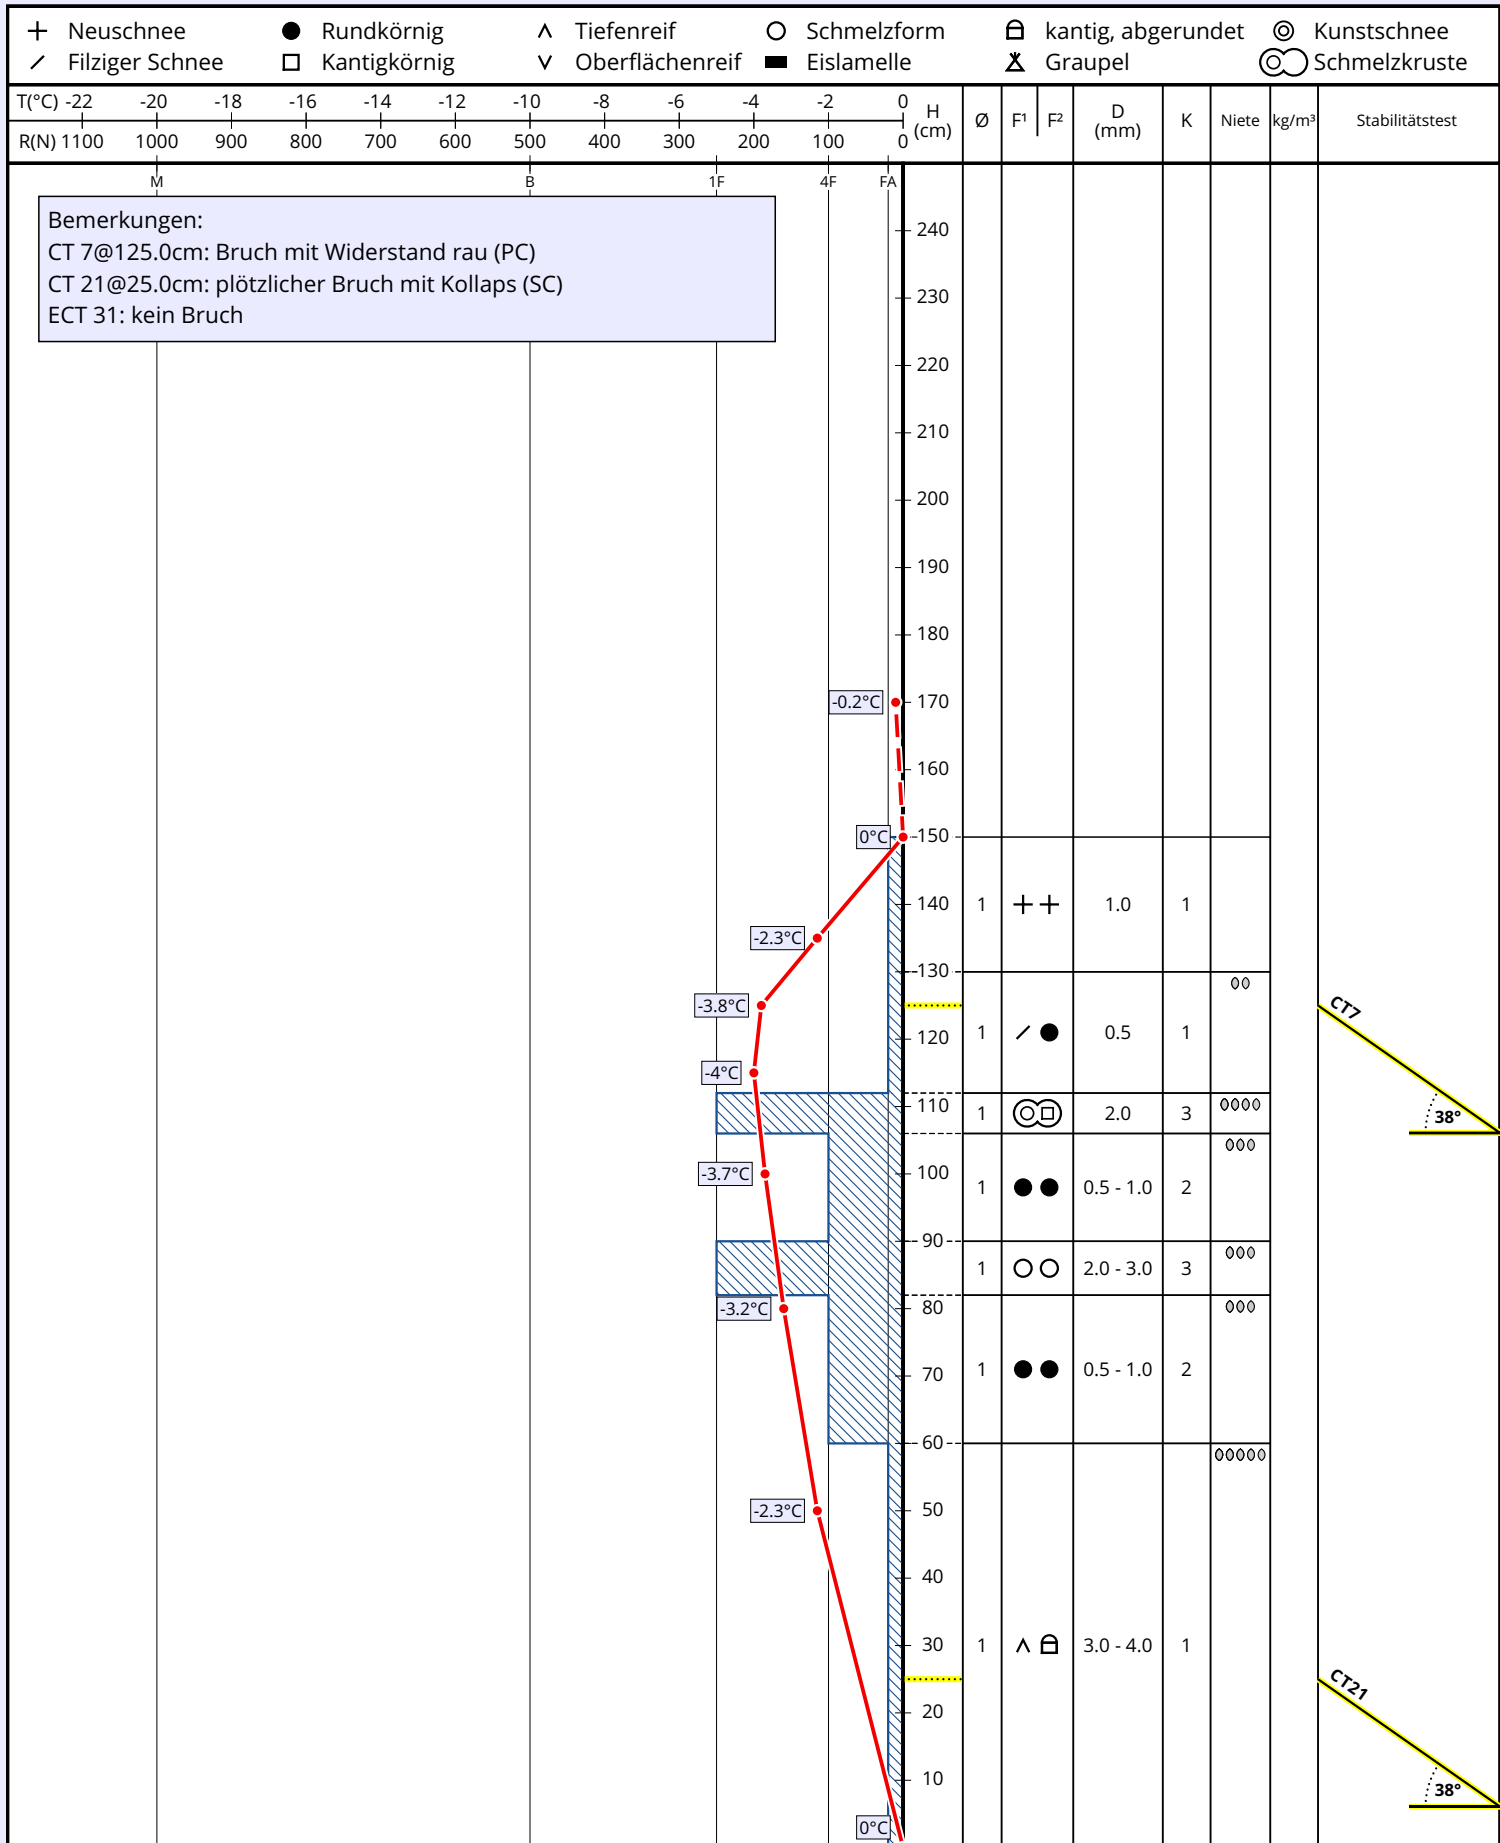 Neuschnee Rundkörnig Tiefenreif Schmelzform kantig, abgerundet Kunstschnee
Filziger Schnee Kantigkörnig Oberflächenreif Eislamelle Graupel Schmelzkruste
T(°C) -22 -20 -18 -16 -14 -12 -10 -8 -6 -4 -2 0
R(N) 1100 1000 900 800 700 600 500 400 300 200 100 0
H (cm) Ø F¹ F² D (mm) K Niete kg/m³ Stabilitätstest
M B 1F 4F FA
Bemerkungen:
CT 7@125.0cm: Bruch mit Widerstand rau (PC)
CT 21@25.0cm: plötzlicher Bruch mit Kollaps (SC)
ECT 31: kein Bruch
240
230
220
210
200
190
180
-0.2°C 170
160
0°C 150
140 1 1.0 1
-2.3°C
130
-3.8°C CT7
120 1 0.5 1
-4°C
110 1 2.0 3 38°
-3.7°C 100
1 0.5 - 1.0 2
90
1 2.0 - 3.0 3
-3.2°C 80
70 1 0.5 - 1.0 2
60
-2.3°C 50
40
30 1 3.0 - 4.0 1
CT21
20
10 38°
0°C